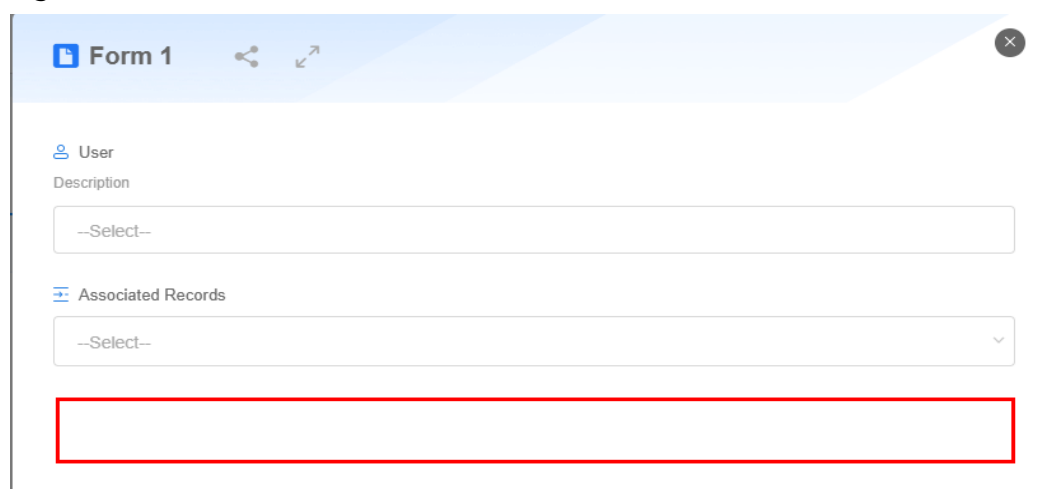 Form 1
User
Description
--Select--
Associated Records
--Select--